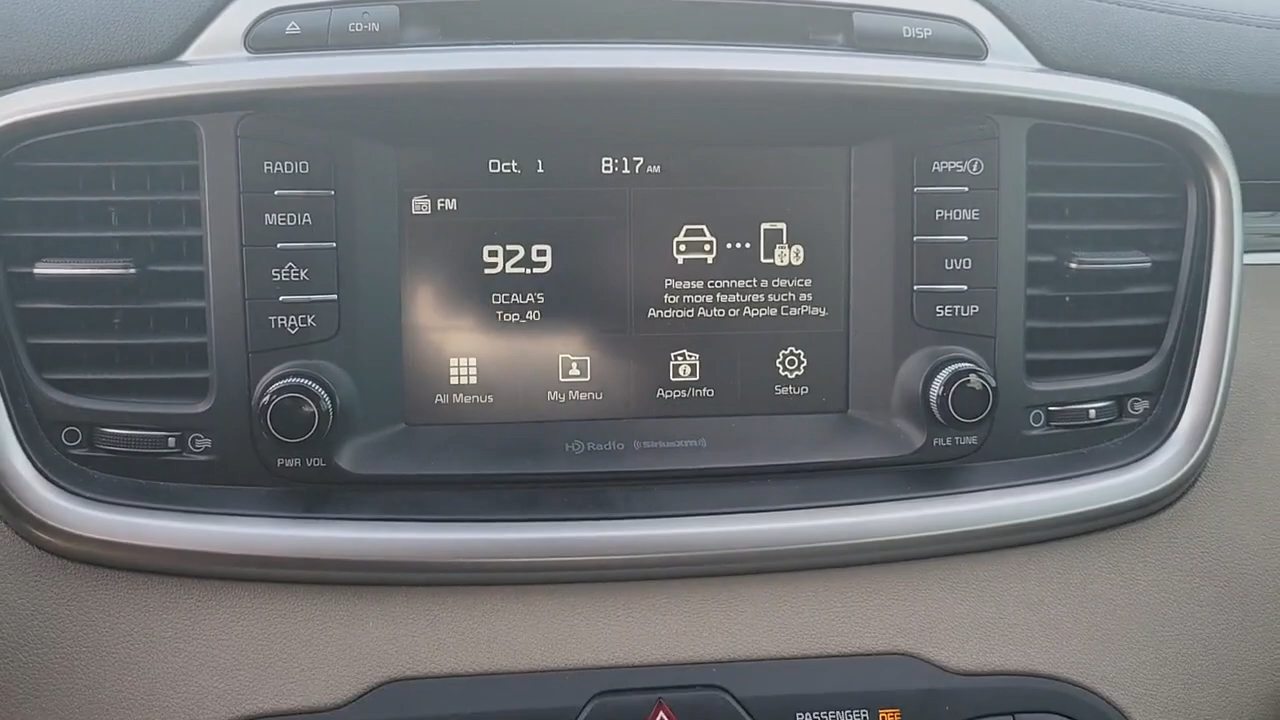 CD-IN
DISP
RADIO
MEDIA
SEEK
TRACK
PWR VOL
Oct. 1 8:17 AM
FM
92.9
OCALA'S
Top_40
Please connect a device
for more features such as
Android Auto or Apple CarPlay.
All Menus
My Menu
Apps/Info
Setup
HD Radio ((SiriusXM))
APPS/i
PHONE
UVO
SETUP
FILE TUNE
PASSENGER OFF